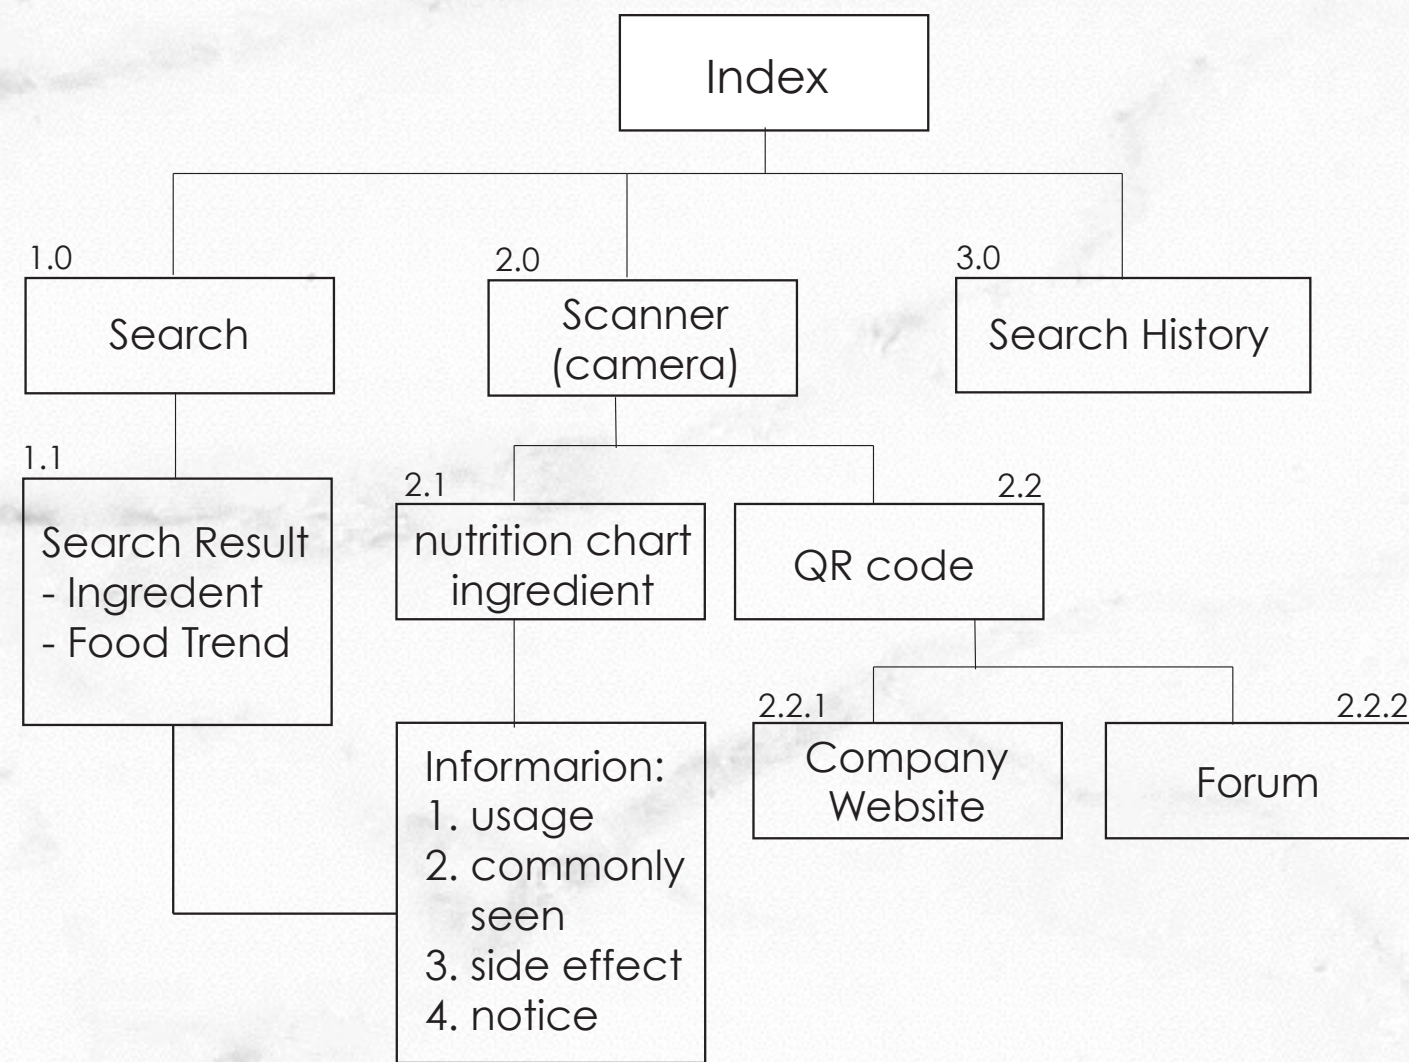 Index
1.0
Search
2.0
Scanner
(camera)
3.0
Search History
1.1
Search Result
- Ingredent
- Food Trend
2.1
nutrition chart
ingredient
2.2
QR code
Informarion:
1. usage
2. commonly
seen
3. side effect
4. notice
2.2.1
Company
Website
2.2.2
Forum